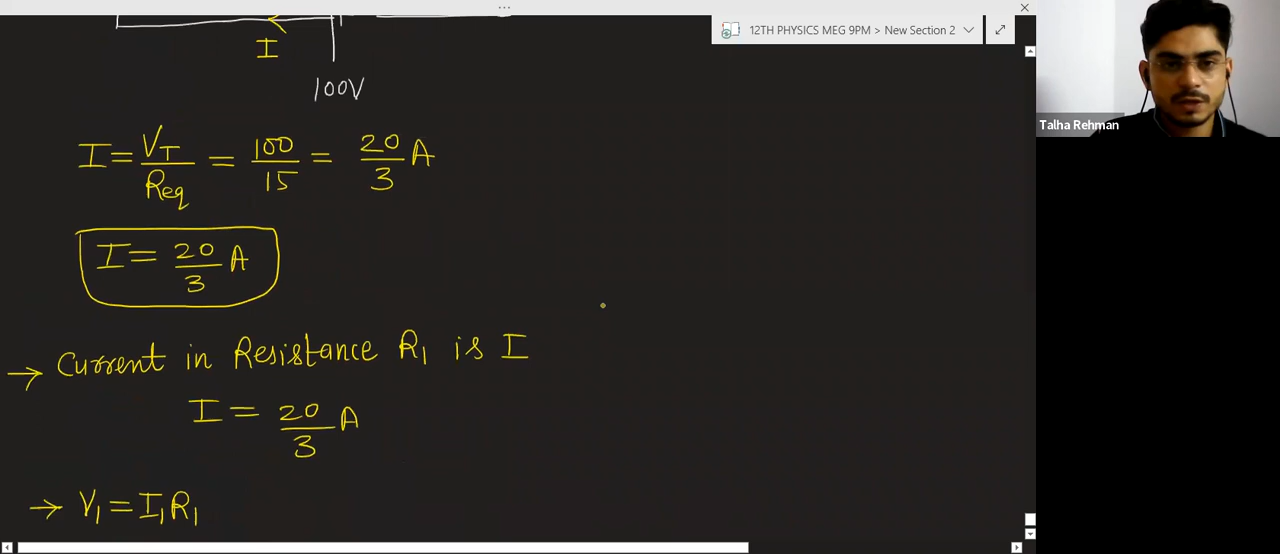 12TH PHYSICS MEG 9PM > New Section 2
Talha Rehman
I
100V
I = V_T/Req = 100/15 = 20/3 A
I = 20/3 A
→ Current in Resistance R₁ is I
I = 20/3 A
→ V₁ = I₁R₁